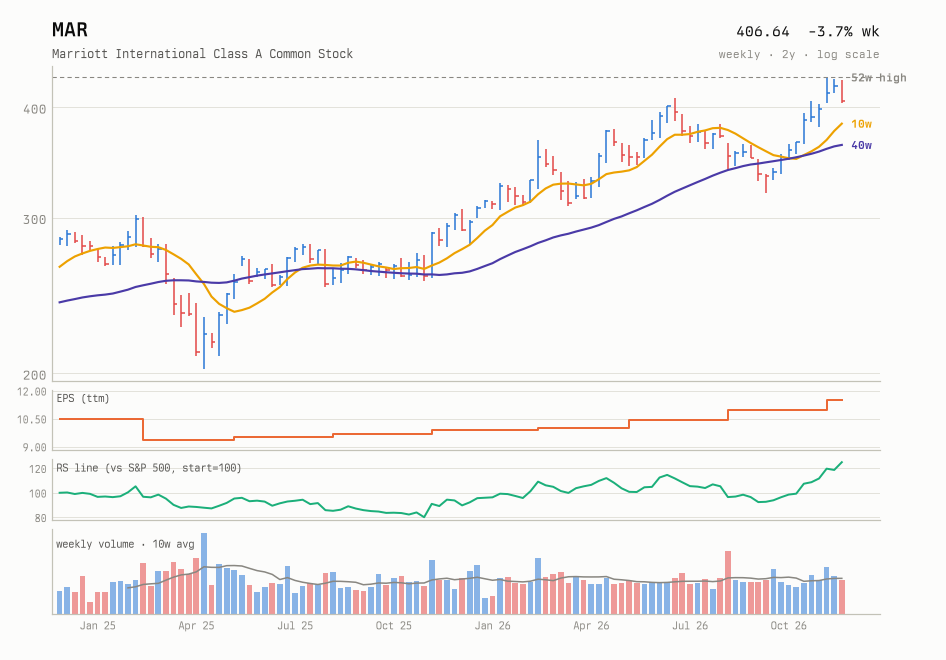 MAR
406.64 -3.7% wk
Marriott International Class A Common Stock
weekly · 2y · log scale
52w high
400
10w
40w
300
200
12.00
EPS (ttm)
10.50
9.00
RS line (vs S&P 500, start=100)
120
100
80
weekly volume · 10w avg
Jan 25 Apr 25 Jul 25 Oct 25 Jan 26 Apr 26 Jul 26 Oct 26